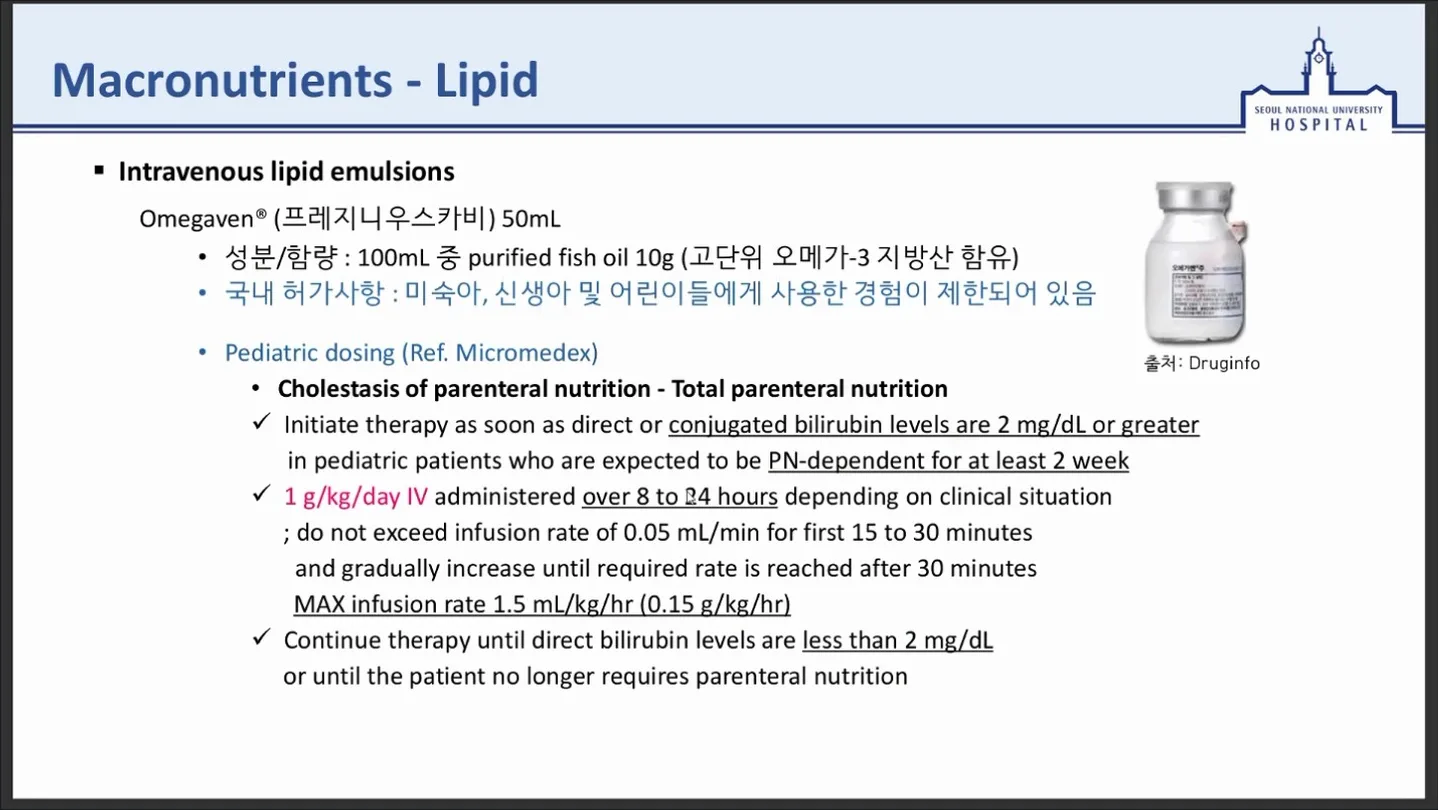 Macronutrients - Lipid
SEOUL NATIONAL UNIVERSITY
HOSPITAL
▪ Intravenous lipid emulsions
Omegaven® (프레지니우스카비) 50mL
• 성분/함량 : 100mL 중 purified fish oil 10g (고단위 오메가-3 지방산 함유)
• 국내 허가사항 : 미숙아, 신생아 및 어린이들에게 사용한 경험이 제한되어 있음
오메가벤®주
출처: Druginfo
• Pediatric dosing (Ref. Micromedex)
• Cholestasis of parenteral nutrition - Total parenteral nutrition
✓ Initiate therapy as soon as direct or conjugated bilirubin levels are 2 mg/dL or greater
in pediatric patients who are expected to be PN-dependent for at least 2 week
✓ 1 g/kg/day IV administered over 8 to 24 hours depending on clinical situation
; do not exceed infusion rate of 0.05 mL/min for first 15 to 30 minutes
and gradually increase until required rate is reached after 30 minutes
MAX infusion rate 1.5 mL/kg/hr (0.15 g/kg/hr)
✓ Continue therapy until direct bilirubin levels are less than 2 mg/dL
or until the patient no longer requires parenteral nutrition